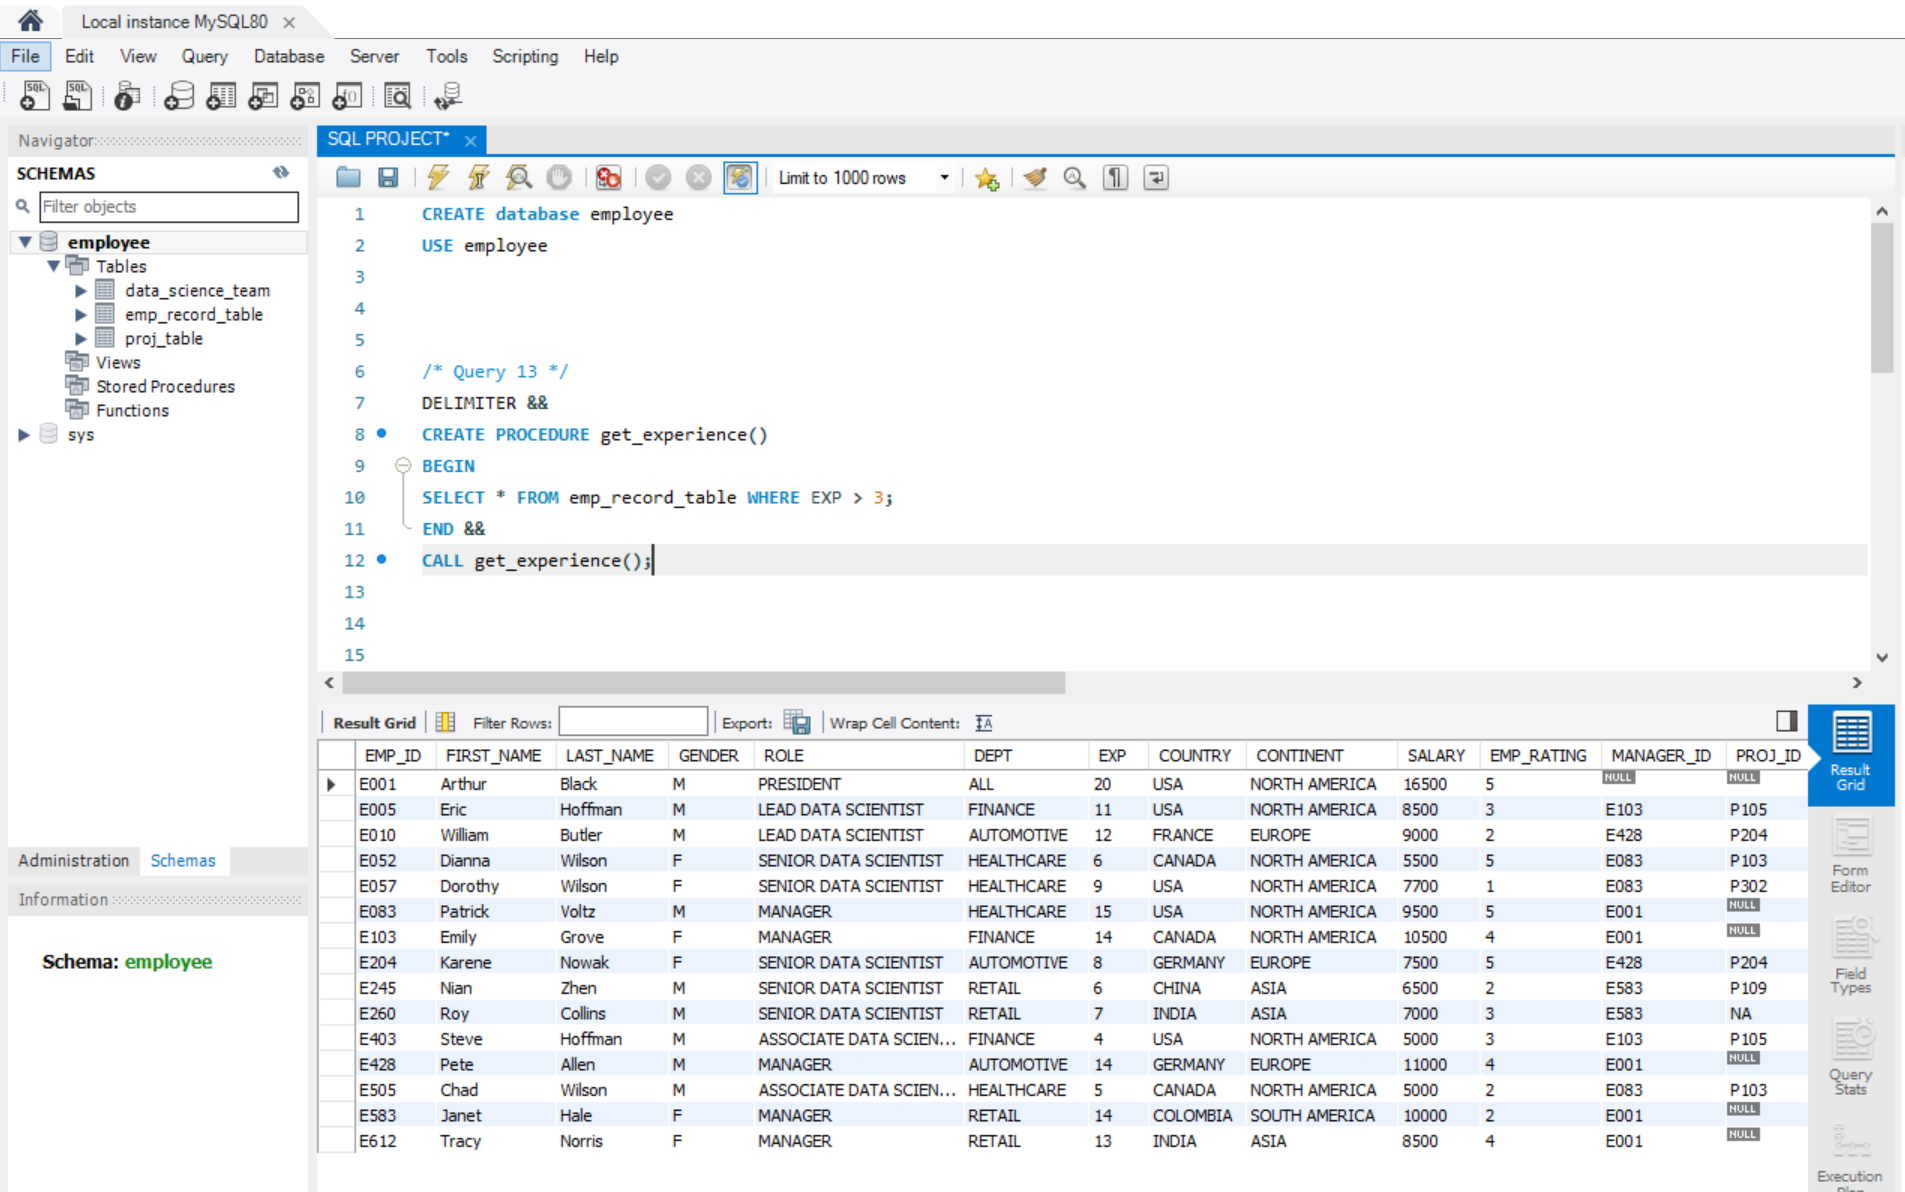 Local instance MySQL80
File Edit View Query Database Server Tools Scripting Help
Navigator
SCHEMAS
Filter objects
employee
Tables
data_science_team
emp_record_table
proj_table
Views
Stored Procedures
Functions
sys
Administration Schemas
Information
Schema: employee
SQL PROJECT*
Limit to 1000 rows
1 CREATE database employee
2 USE employee
3
4
5
6 /* Query 13 */
7 DELIMITER &&
8 CREATE PROCEDURE get_experience()
9 BEGIN
10 SELECT * FROM emp_record_table WHERE EXP > 3;
11 END &&
12 CALL get_experience();
13
14
15
Result Grid Filter Rows: Export: Wrap Cell Content: IA
EMP_ID FIRST_NAME LAST_NAME GENDER ROLE DEPT EXP COUNTRY CONTINENT SALARY EMP_RATING MANAGER_ID PROJ_ID
E001 Arthur Black M PRESIDENT ALL 20 USA NORTH AMERICA 16500 5 NULL NULL
E005 Eric Hoffman M LEAD DATA SCIENTIST FINANCE 11 USA NORTH AMERICA 8500 3 E103 P105
E010 William Butler M LEAD DATA SCIENTIST AUTOMOTIVE 12 FRANCE EUROPE 9000 2 E428 P204
E052 Dianna Wilson F SENIOR DATA SCIENTIST HEALTHCARE 6 CANADA NORTH AMERICA 5500 5 E083 P103
E057 Dorothy Wilson F SENIOR DATA SCIENTIST HEALTHCARE 9 USA NORTH AMERICA 7700 1 E083 P302
E083 Patrick Voltz M MANAGER HEALTHCARE 15 USA NORTH AMERICA 9500 5 E001 NULL
E103 Emily Grove F MANAGER FINANCE 14 CANADA NORTH AMERICA 10500 4 E001 NULL
E204 Karene Nowak F SENIOR DATA SCIENTIST AUTOMOTIVE 8 GERMANY EUROPE 7500 5 E428 P204
E245 Nian Zhen M SENIOR DATA SCIENTIST RETAIL 6 CHINA ASIA 6500 2 E583 P109
E260 Roy Collins M SENIOR DATA SCIENTIST RETAIL 7 INDIA ASIA 7000 3 E583 NA
E403 Steve Hoffman M ASSOCIATE DATA SCIEN... FINANCE 4 USA NORTH AMERICA 5000 3 E103 P105
E428 Pete Allen M MANAGER AUTOMOTIVE 14 GERMANY EUROPE 11000 4 E001 NULL
E505 Chad Wilson M ASSOCIATE DATA SCIEN... HEALTHCARE 5 CANADA NORTH AMERICA 5000 2 E083 P103
E583 Janet Hale F MANAGER RETAIL 14 COLOMBIA SOUTH AMERICA 10000 2 E001 NULL
E612 Tracy Norris F MANAGER RETAIL 13 INDIA ASIA 8500 4 E001 NULL
Result
Grid
Form
Editor
Field
Types
Query
Stats
Execution
Plan